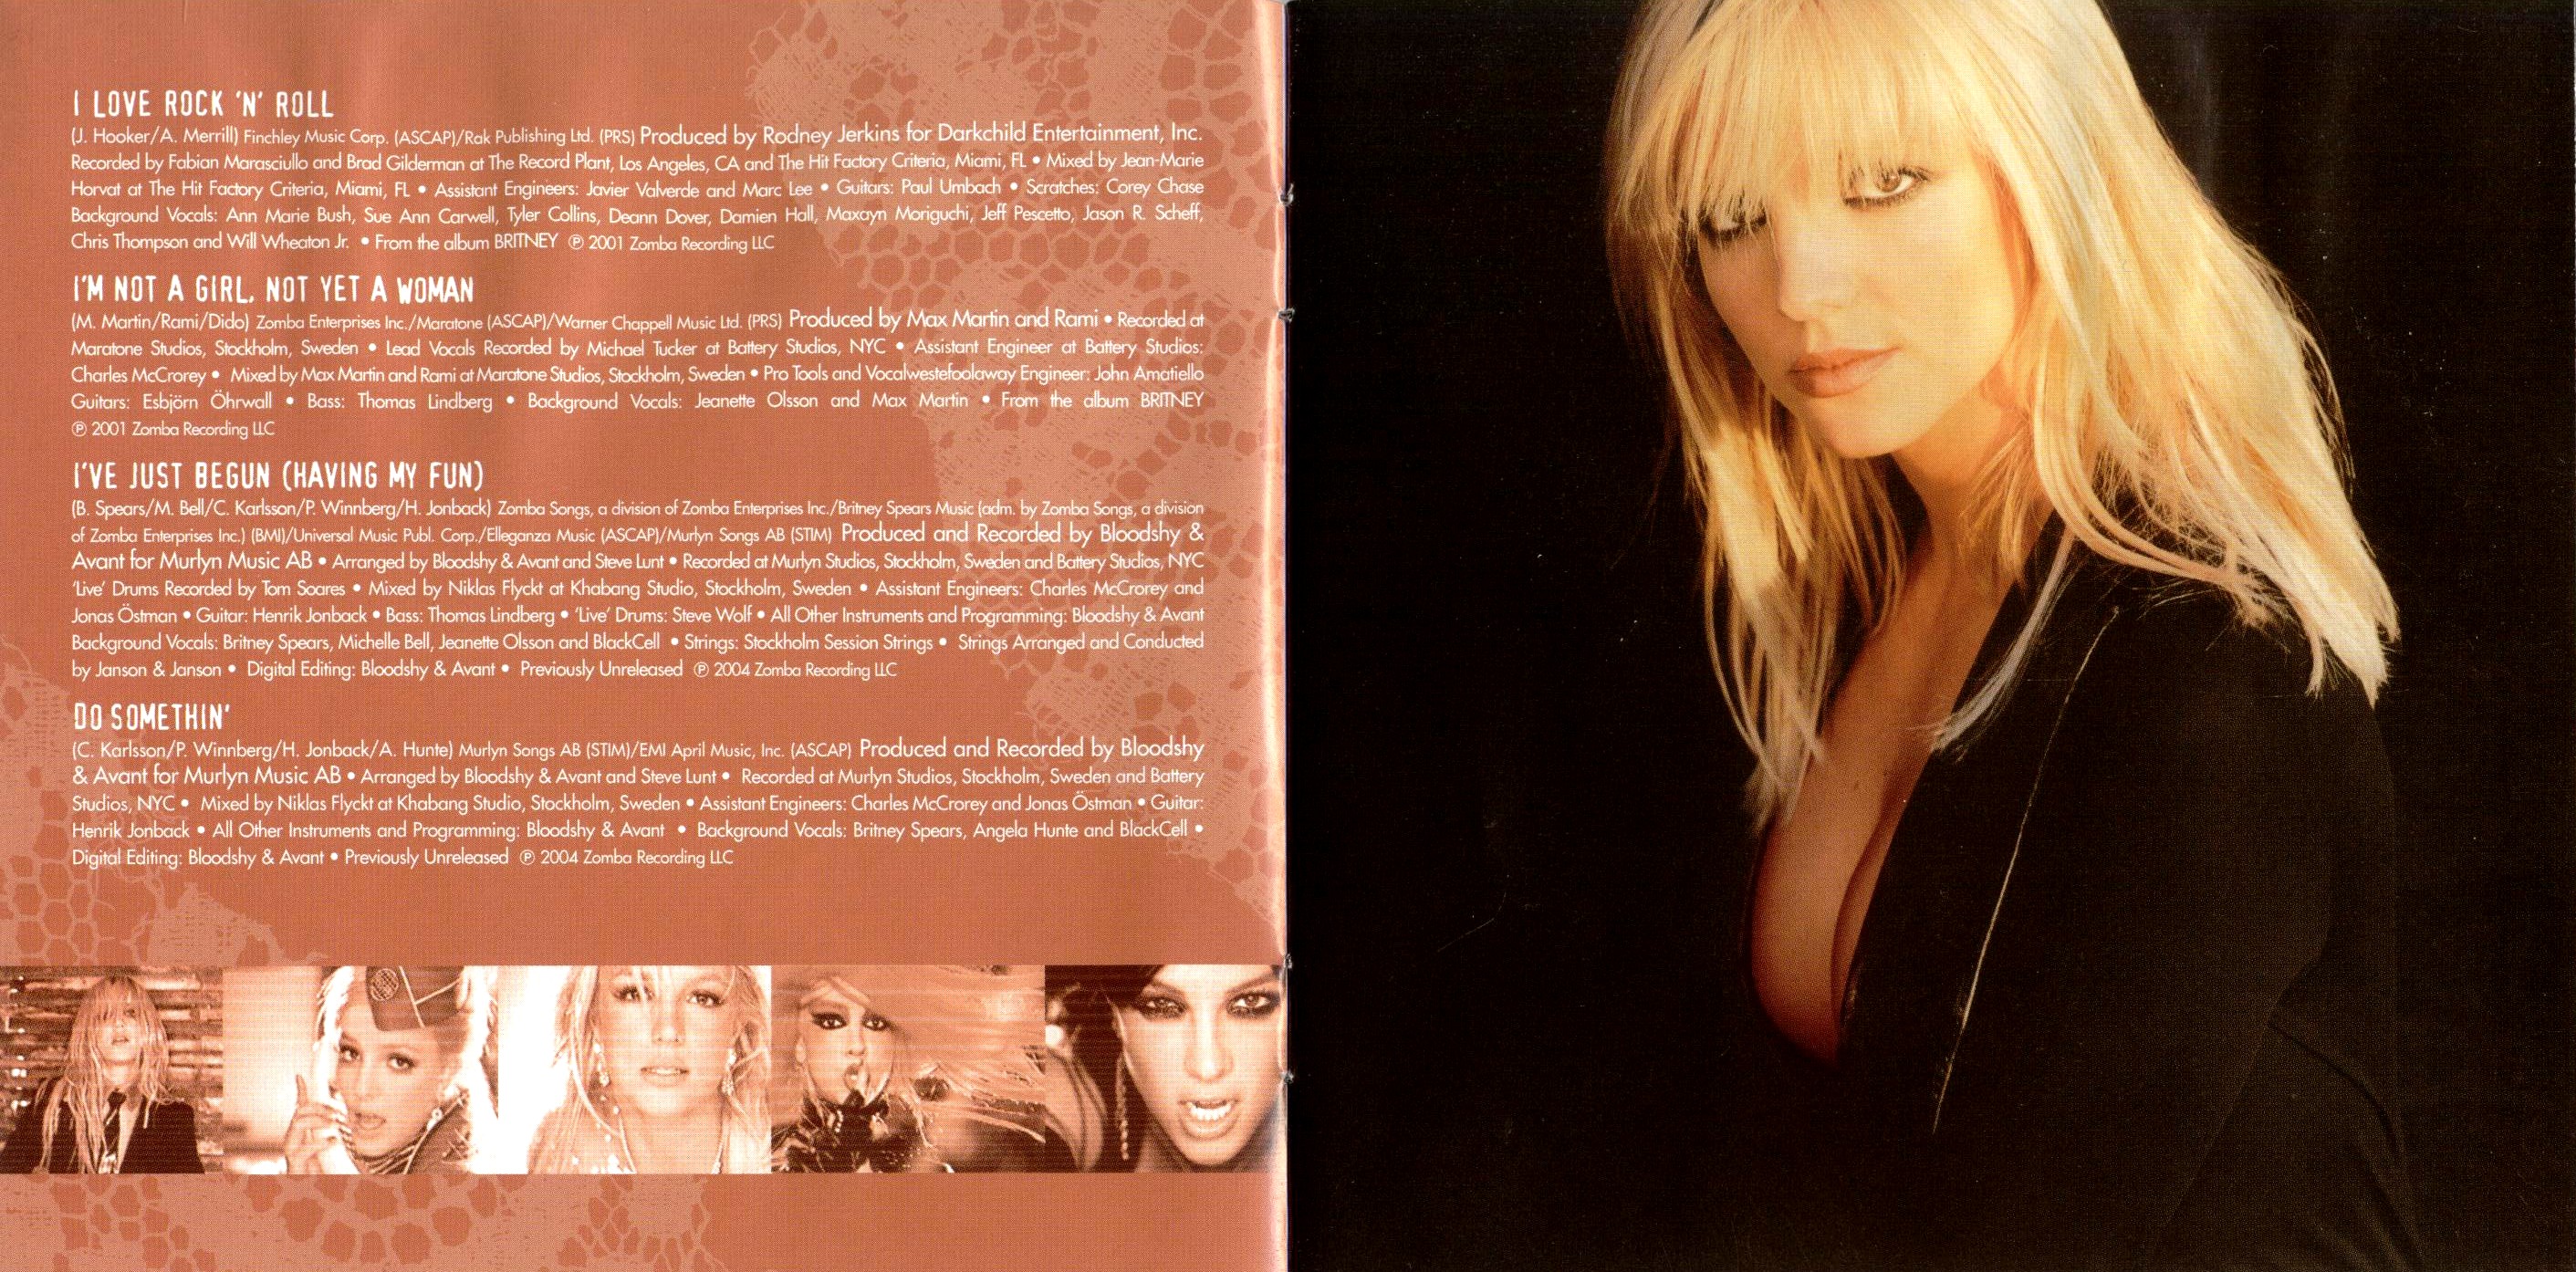 I LOVE ROCK 'N' ROLL
(J. Hooker/A. Merrill) Finchley Music Corp. (ASCAP)/Rak Publishing Ltd. (PRS) Produced by Rodney Jerkins for Darkchild Entertainment, Inc.
Recorded by Fabian Marasciullo and Brad Gilderman at The Record Plant, Los Angeles, CA and The Hit Factory Criteria, Miami, FL • Mixed by Jean-Marie
Horvat at The Hit Factory Criteria, Miami, FL • Assistant Engineers: Javier Valverde and Marc Lee • Guitars: Paul Umbach • Scratches: Corey Chase
Background Vocals: Ann Marie Bush, Sue Ann Carwell, Tyler Collins, Deann Dover, Damien Hall, Maxayn Moriguchi, Jeff Pescetto, Jason R. Scheff,
Chris Thompson and Will Wheaton Jr. • From the album BRITNEY ℗ 2001 Zomba Recording LLC
I'M NOT A GIRL, NOT YET A WOMAN
(M. Martin/Rami/Dido) Zomba Enterprises Inc./Maratone (ASCAP)/Warner Chappell Music Ltd. (PRS) Produced by Max Martin and Rami • Recorded at
Maratone Studios, Stockholm, Sweden • Lead Vocals Recorded by Michael Tucker at Battery Studios, NYC • Assistant Engineer at Battery Studios:
Charles McCrorey • Mixed by Max Martin and Rami at Maratone Studios, Stockholm, Sweden • Pro Tools and Vocalwestefoolaway Engineer: John Amatiello
Guitars: Esbjörn Öhrwall • Bass: Thomas Lindberg • Background Vocals: Jeanette Olsson and Max Martin • From the album BRITNEY
℗ 2001 Zomba Recording LLC
I'VE JUST BEGUN (HAVING MY FUN)
(B. Spears/M. Bell/C. Karlsson/P. Winnberg/H. Jonback) Zomba Songs, a division of Zomba Enterprises Inc./Britney Spears Music (adm. by Zomba Songs, a division
of Zomba Enterprises Inc.) (BMI)/Universal Music Publ. Corp./Elleganza Music (ASCAP)/Murlyn Songs AB (STIM) Produced and Recorded by Bloodshy &
Avant for Murlyn Music AB • Arranged by Bloodshy & Avant and Steve Lunt • Recorded at Murlyn Studios, Stockholm, Sweden and Battery Studios, NYC
'Live' Drums Recorded by Tom Soares • Mixed by Niklas Flyckt at Khabang Studio, Stockholm, Sweden • Assistant Engineers: Charles McCrorey and
Jonas Östman • Guitar: Henrik Jonback • Bass: Thomas Lindberg • 'Live' Drums: Steve Wolf • All Other Instruments and Programming: Bloodshy & Avant
Background Vocals: Britney Spears, Michelle Bell, Jeanette Olsson and BlackCell • Strings: Stockholm Session Strings • Strings Arranged and Conducted
by Janson & Janson • Digital Editing: Bloodshy & Avant • Previously Unreleased ℗ 2004 Zomba Recording LLC
DO SOMETHIN'
(C. Karlsson/P. Winnberg/H. Jonback/A. Hunte) Murlyn Songs AB (STIM)/EMI April Music, Inc. (ASCAP) Produced and Recorded by Bloodshy
& Avant for Murlyn Music AB • Arranged by Bloodshy & Avant and Steve Lunt • Recorded at Murlyn Studios, Stockholm, Sweden and Battery
Studios, NYC • Mixed by Niklas Flyckt at Khabang Studio, Stockholm, Sweden • Assistant Engineers: Charles McCrorey and Jonas Östman • Guitar:
Henrik Jonback • All Other Instruments and Programming: Bloodshy & Avant • Background Vocals: Britney Spears, Angela Hunte and BlackCell •
Digital Editing: Bloodshy & Avant • Previously Unreleased ℗ 2004 Zomba Recording LLC